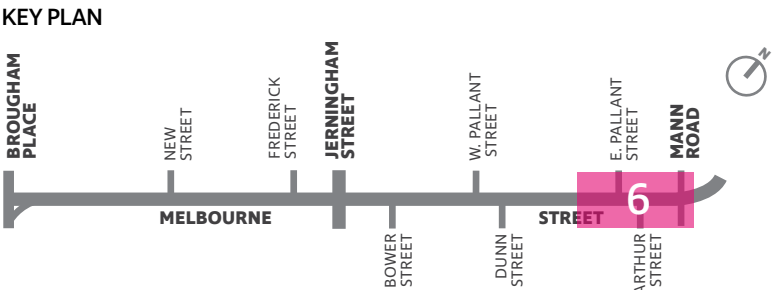 KEY PLAN
N
BROUGHAM
PLACE
NEW
STREET
FREDERICK
STREET
JERNINGHAM
STREET
W. PALLANT
STREET
E. PALLANT
STREET
MANN
ROAD
6
MELBOURNE
STREET
BOWER
STREET
DUNN
STREET
ARTHUR
STREET